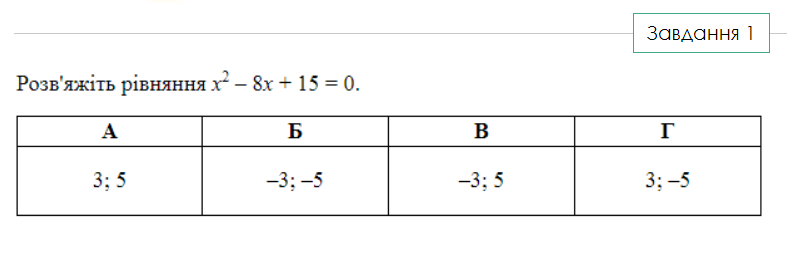 Завдання 1
Розв'яжіть рівняння x² – 8x + 15 = 0.
А Б В Г
3; 5 –3; –5 –3; 5 3; –5